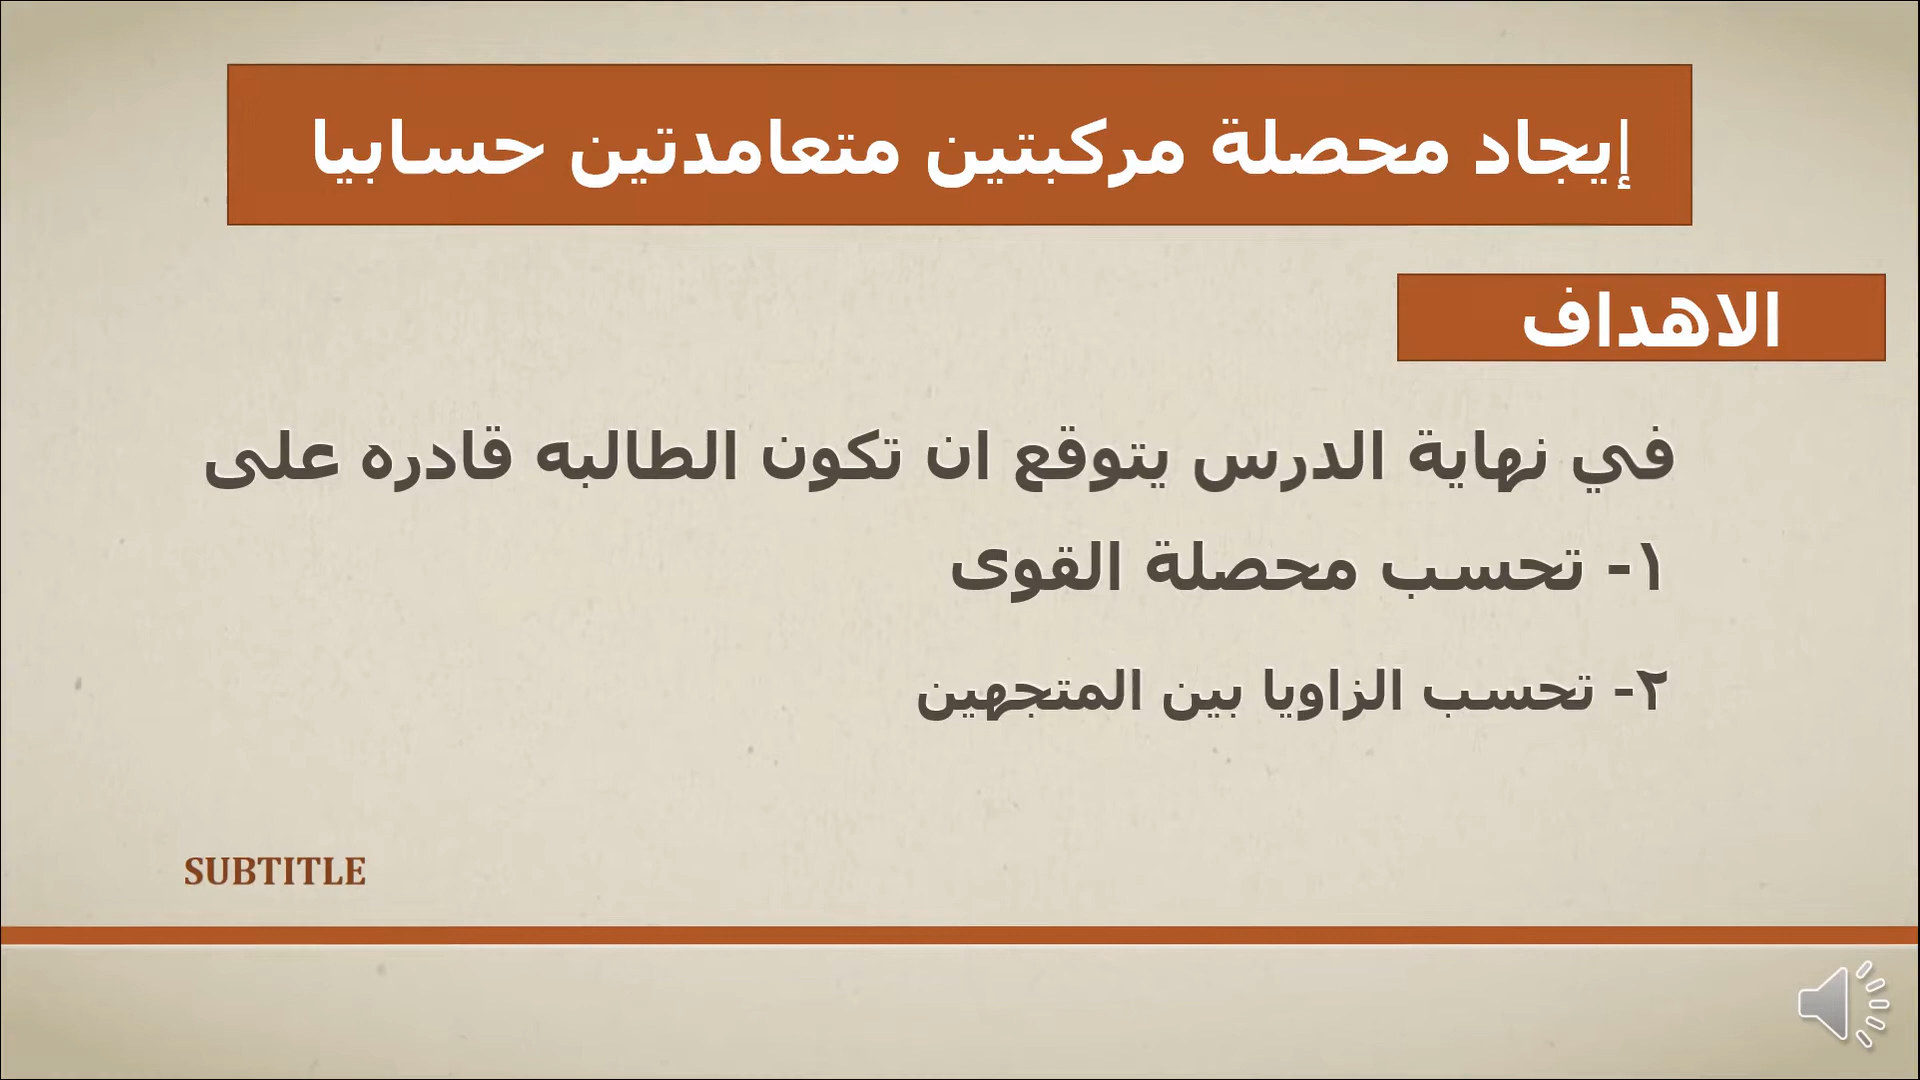 إيجاد محصلة مركبتين متعامدتين حسابيا
الاهداف
في نهاية الدرس يتوقع ان تكون الطالبه قادره على
١- تحسب محصلة القوى
٢- تحسب الزاويا بين المتجهين
SUBTITLE